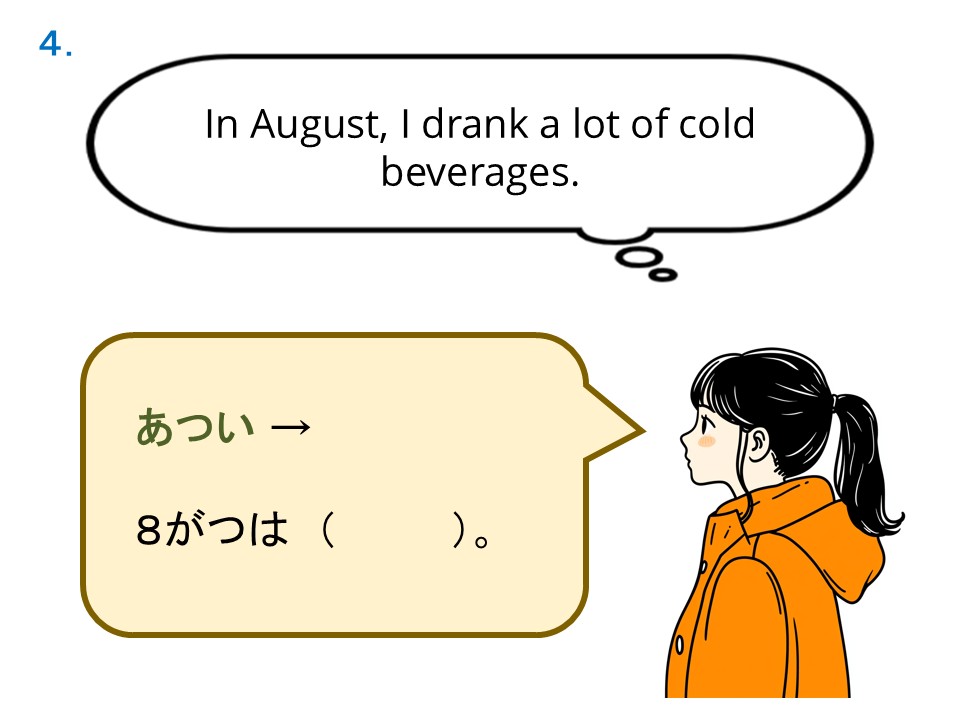 4.
In August, I drank a lot of cold
beverages.
あつい →
８がつは （　　　）。